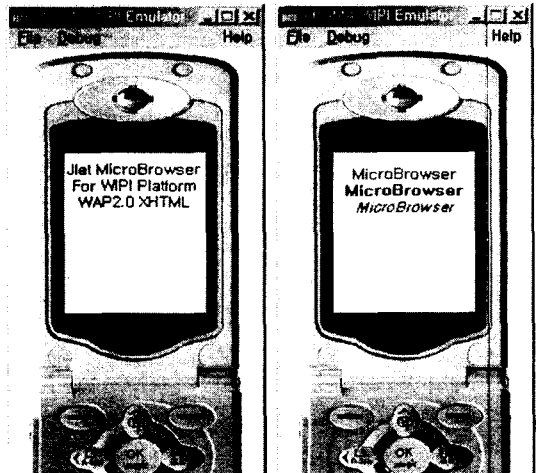 WIPI Emulator
File Debug Help
Jlet MicroBrowser
For WIPI Platform
WAP2.0 XHTML
OK
WIPI Emulator
File Debug Help
MicroBrowser
MicroBrowser
MicroBrowser
OK